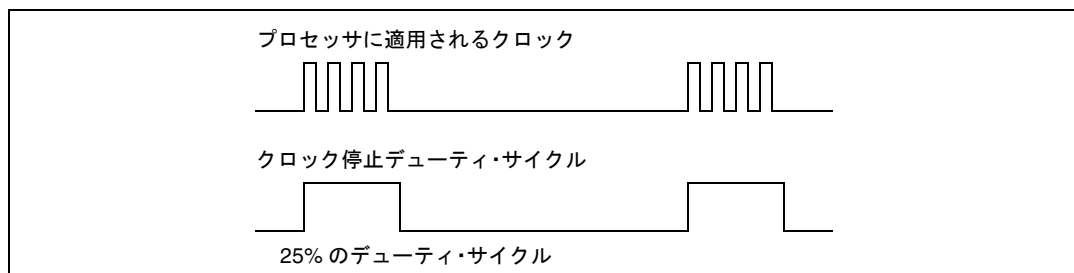 プロセッサに適用されるクロック
クロック停止デューティ・サイクル
25% のデューティ・サイクル